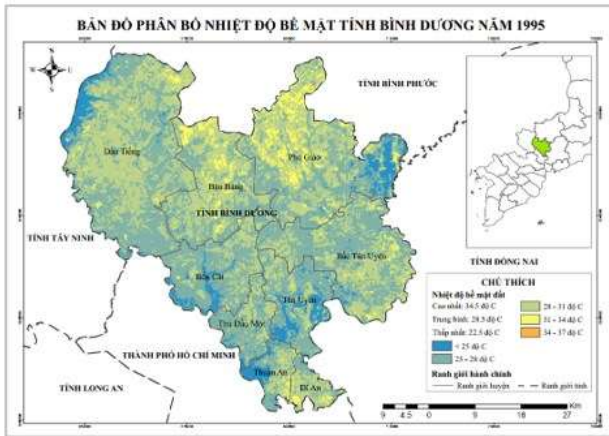 BẢN ĐỒ PHÂN BỐ NHIỆT ĐỘ BỀ MẶT TỈNH BÌNH DƯƠNG NĂM 1995
TỈNH BÌNH PHƯỚC
Dầu Tiếng
Phú Giáo
Bàu Bàng
TỈNH BÌNH DƯƠNG
TỈNH TÂY NINH
Bắc Tân Uyên
TỈNH ĐỒNG NAI
Bến Cát
Tân Uyên
Thủ Dầu Một
THÀNH PHỐ HỒ CHÍ MINH
Thuận An
Dĩ An
TỈNH LONG AN
CHÚ THÍCH
Nhiệt độ bề mặt đất
Cao nhất: 34.5 độ C
Trung bình: 28.5 độ C
Thấp nhất: 22.5 độ C
< 25 độ C
25 - 28 độ C
28 - 31 độ C
31 - 34 độ C
34 - 37 độ C
Ranh giới hành chính
Ranh giới huyện
Ranh giới tỉnh
9 4.5 0 9 18 27
Km